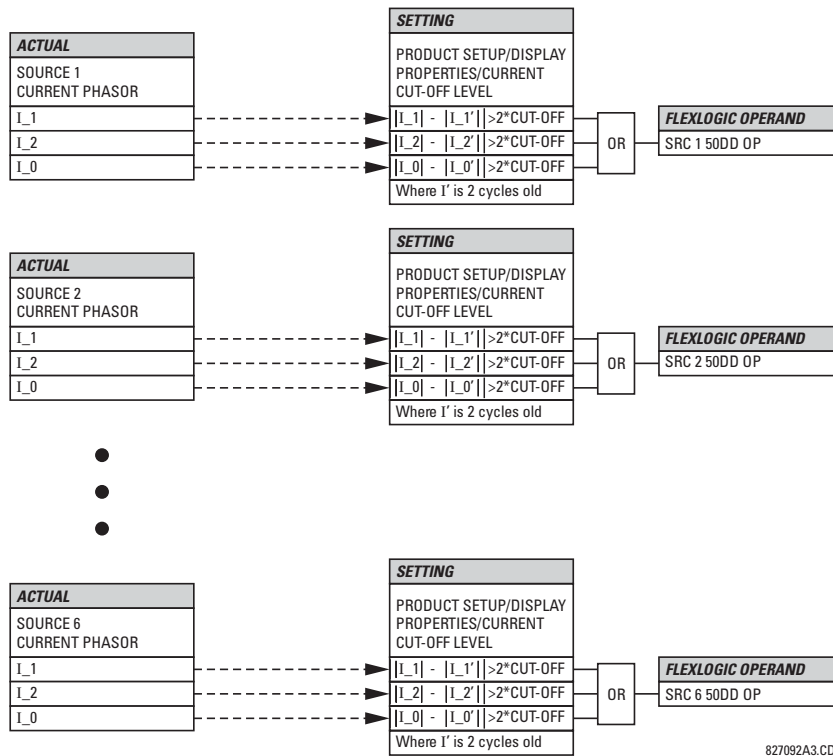 ACTUAL
SOURCE 1
CURRENT PHASOR
I_1
I_2
I_0
SETTING
PRODUCT SETUP/DISPLAY
PROPERTIES/CURRENT
CUT-OFF LEVEL
||I_1| - |I_1'||>2*CUT-OFF
||I_2| - |I_2'||>2*CUT-OFF
||I_0| - |I_0'||>2*CUT-OFF
Where I' is 2 cycles old
OR
FLEXLOGIC OPERAND
SRC 1 50DD OP
ACTUAL
SOURCE 2
CURRENT PHASOR
I_1
I_2
I_0
SETTING
PRODUCT SETUP/DISPLAY
PROPERTIES/CURRENT
CUT-OFF LEVEL
||I_1| - |I_1'||>2*CUT-OFF
||I_2| - |I_2'||>2*CUT-OFF
||I_0| - |I_0'||>2*CUT-OFF
Where I' is 2 cycles old
OR
FLEXLOGIC OPERAND
SRC 2 50DD OP
ACTUAL
SOURCE 6
CURRENT PHASOR
I_1
I_2
I_0
SETTING
PRODUCT SETUP/DISPLAY
PROPERTIES/CURRENT
CUT-OFF LEVEL
||I_1| - |I_1'||>2*CUT-OFF
||I_2| - |I_2'||>2*CUT-OFF
||I_0| - |I_0'||>2*CUT-OFF
Where I' is 2 cycles old
OR
FLEXLOGIC OPERAND
SRC 6 50DD OP